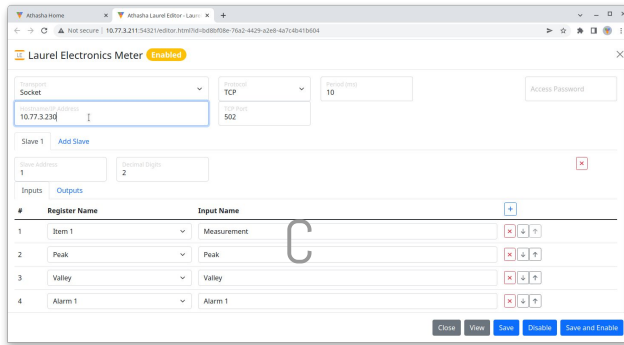 Athasha Home
Athasha Laurel Editor - Laure
Not secure | 10.77.3.211:54321/editor.html?id=bd8bf08e-76a2-4429-a2e8-4a7c4b41b604
LE Laurel Electronics Meter Enabled
Transport
Socket
Protocol
TCP
Period (ms)
10
Access Password
Hostname/IP Address
10.77.3.230
TCP Port
502
Slave 1 Add Slave
Slave Address
1
Decimal Digits
2
Inputs Outputs
# Register Name Input Name
1 Item 1 Measurement
2 Peak Peak
3 Valley Valley
4 Alarm 1 Alarm 1
C
Close View Save Disable Save and Enable